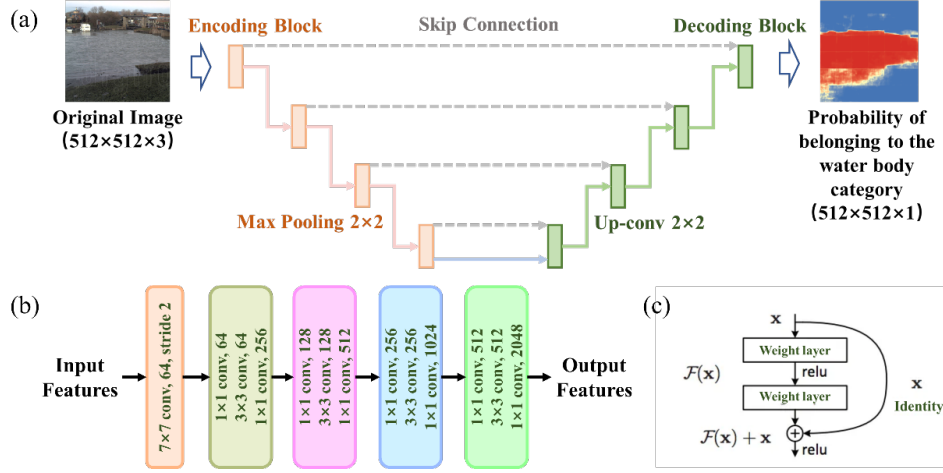 (a)
Encoding Block
Skip Connection
Decoding Block
Original Image
(512×512×3)
Max Pooling 2×2
Up-conv 2×2
Probability of
belonging to the
water body
category
(512×512×1)
(b)
Input
Features
7×7 conv, 64, stride 2
1×1 conv, 64
3×3 conv, 64
1×1 conv, 256
1×1 conv, 128
3×3 conv, 128
1×1 conv, 512
1×1 conv, 256
3×3 conv, 256
1×1 conv, 1024
1×1 conv, 512
3×3 conv, 512
1×1 conv, 2048
Output
Features
(c)
x
Weight layer
relu
F(x)
Weight layer
x
Identity
F(x) + x
relu